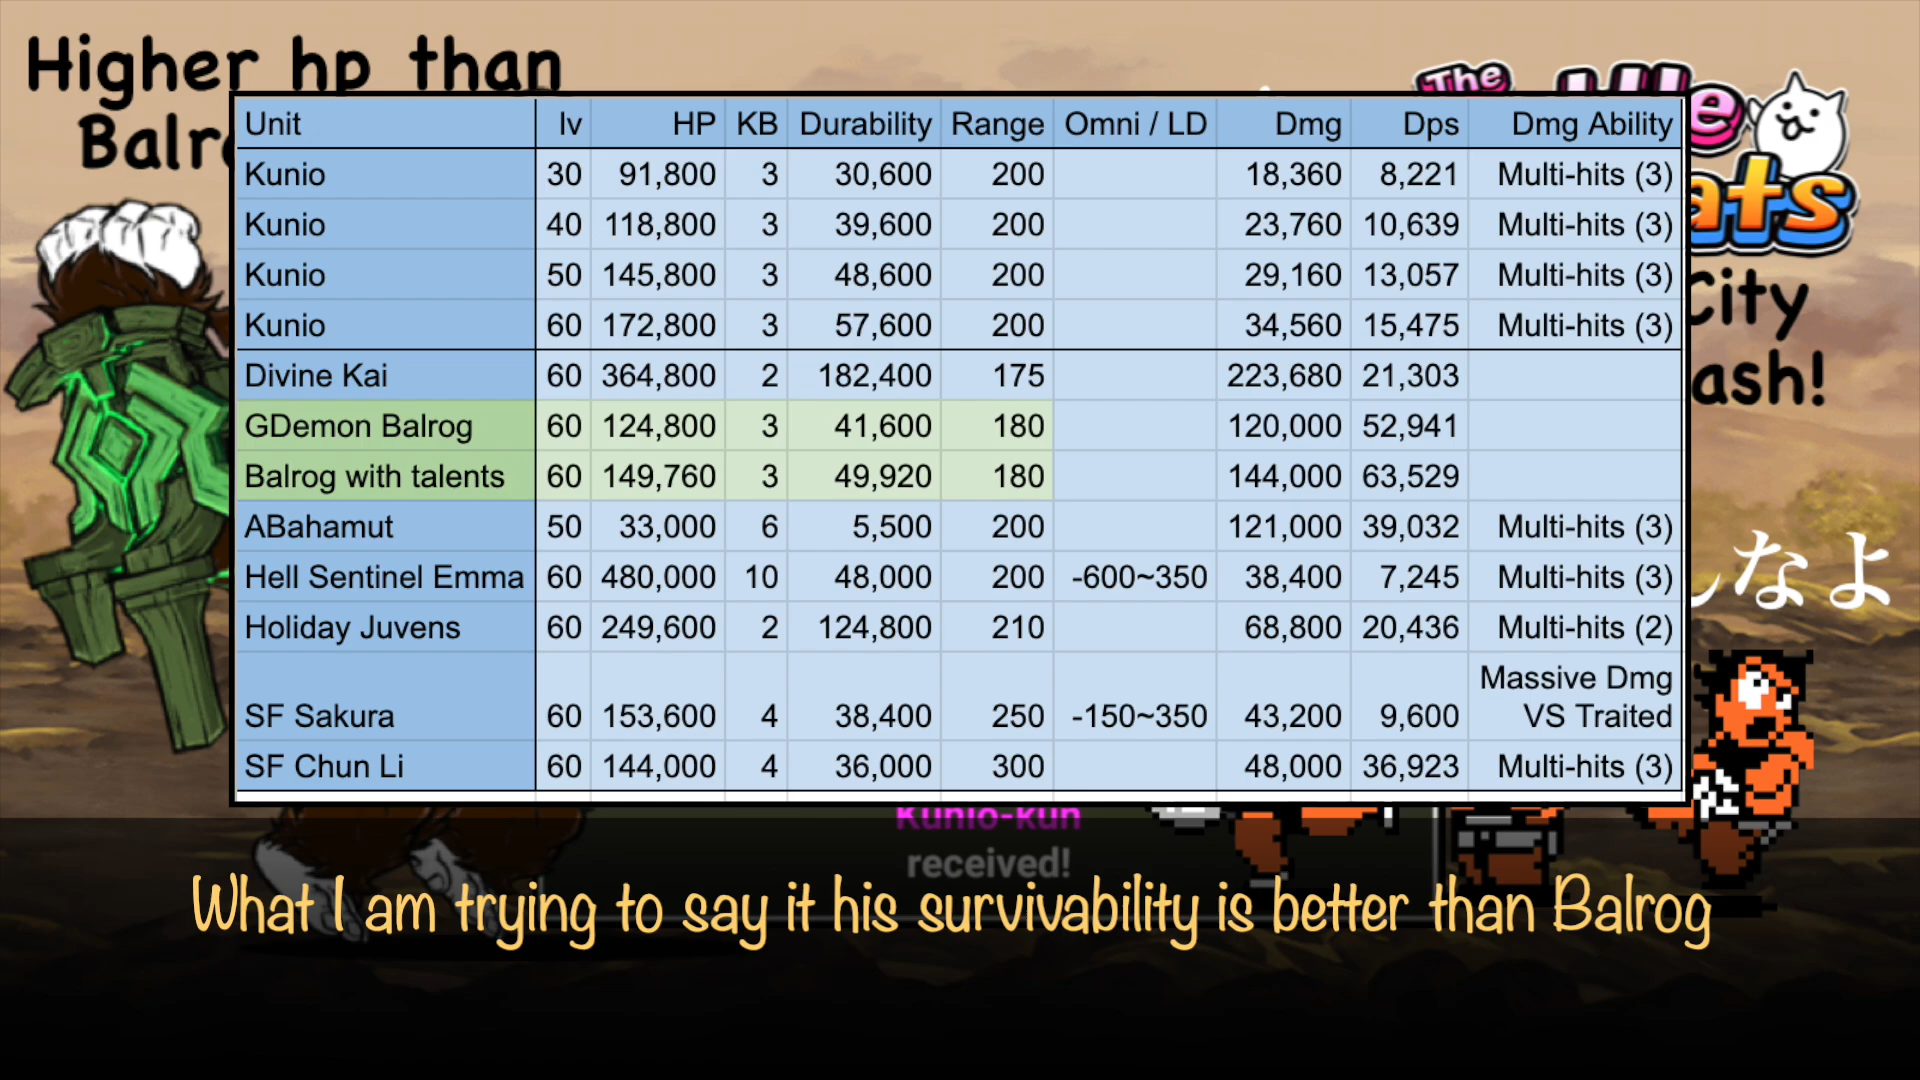 Higher hp than
The
Unit lv HP KB Durability Range Omni / LD Dmg Dps Dmg Ability
Kunio 30 91,800 3 30,600 200 18,360 8,221 Multi-hits (3)
Kunio 40 118,800 3 39,600 200 23,760 10,639 Multi-hits (3)
Kunio 50 145,800 3 48,600 200 29,160 13,057 Multi-hits (3)
Kunio 60 172,800 3 57,600 200 34,560 15,475 Multi-hits (3)
Divine Kai 60 364,800 2 182,400 175 223,680 21,303
GDemon Balrog 60 124,800 3 41,600 180 120,000 52,941
Balrog with talents 60 149,760 3 49,920 180 144,000 63,529
ABahamut 50 33,000 6 5,500 200 121,000 39,032 Multi-hits (3)
Hell Sentinel Emma 60 480,000 10 48,000 200 -600~350 38,400 7,245 Multi-hits (3)
Holiday Juvens 60 249,600 2 124,800 210 68,800 20,436 Multi-hits (2)
SF Sakura 60 153,600 4 38,400 250 -150~350 43,200 9,600 Massive Dmg
VS Traited
SF Chun Li 60 144,000 4 36,000 300 48,000 36,923 Multi-hits (3)
City
なよ
Kunio-kun
received!
What I am trying to say it his survivability is better than Balrog